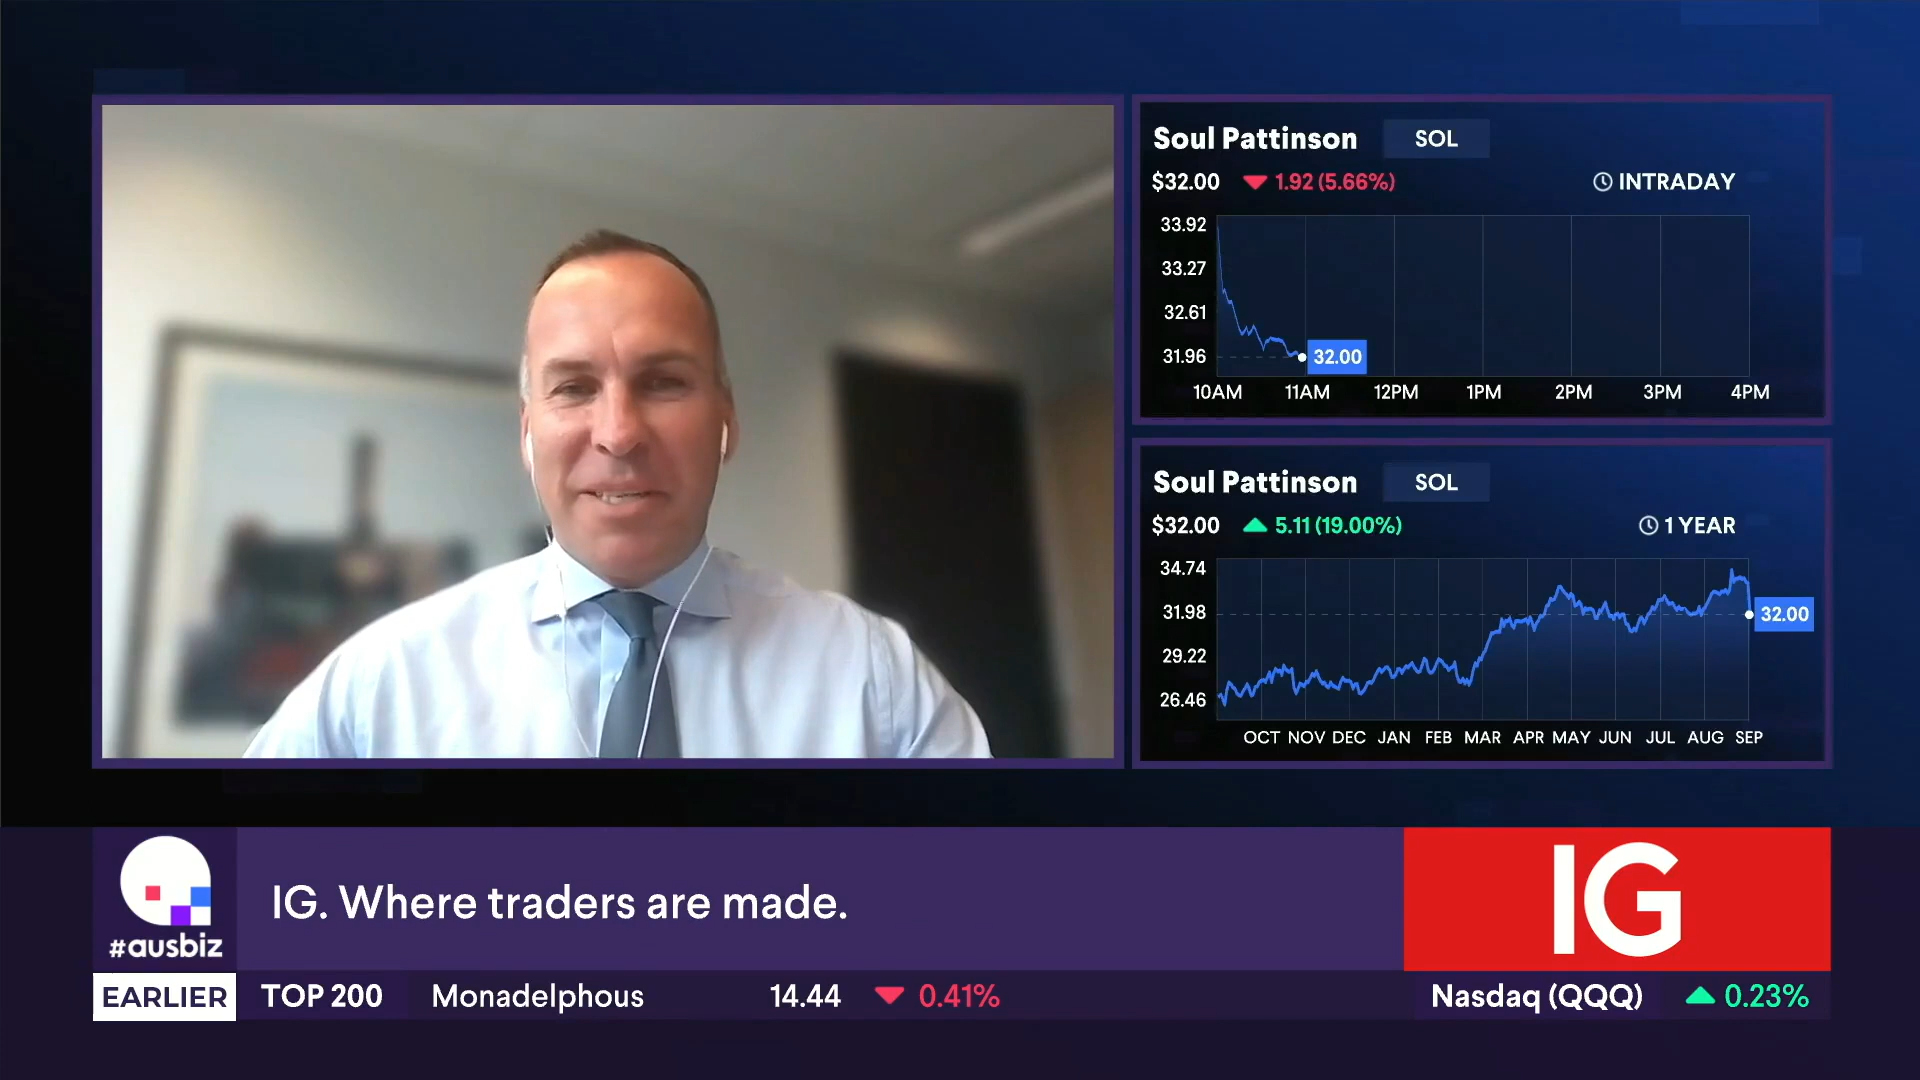 Soul Pattinson SOL
$32.00 1.92 (5.66%) INTRADAY
33.92
33.27
32.61
31.96
32.00
10AM 11AM 12PM 1PM 2PM 3PM 4PM
Soul Pattinson SOL
$32.00 5.11 (19.00%) 1 YEAR
34.74
31.98
29.22
26.46
32.00
OCT NOV DEC JAN FEB MAR APR MAY JUN JUL AUG SEP
#ausbiz
IG. Where traders are made.
IG
EARLIER TOP 200 Monadelphous 14.44 0.41% Nasdaq (QQQ) 0.23%